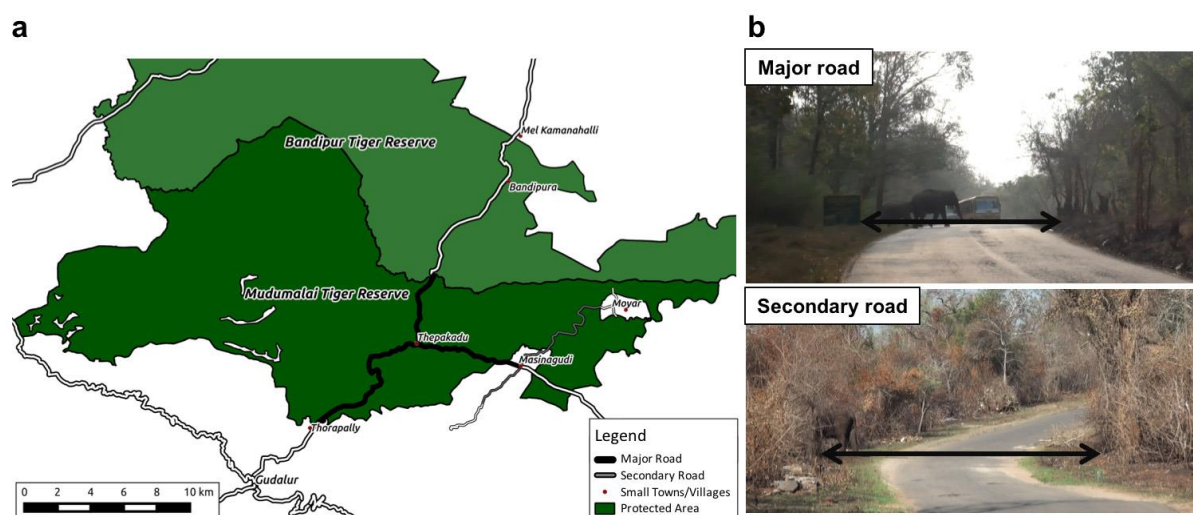 a
Bandipur Tiger Reserve
Mel Kamanahalli
Bandipura
Mudumalai Tiger Reserve
Moyar
Thepakadu
Masinagudi
Thorapally
Gudalur
0 2 4 6 8 10 km
Legend
Major Road
Secondary Road
Small Towns/Villages
Protected Area
b
Major road
Secondary road